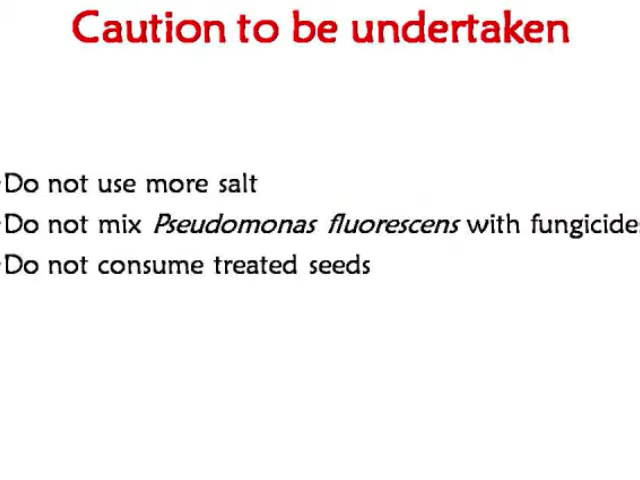 Caution to be undertaken
·Do not use more salt
·Do not mix Pseudomonas fluorescens with fungicides
·Do not consume treated seeds